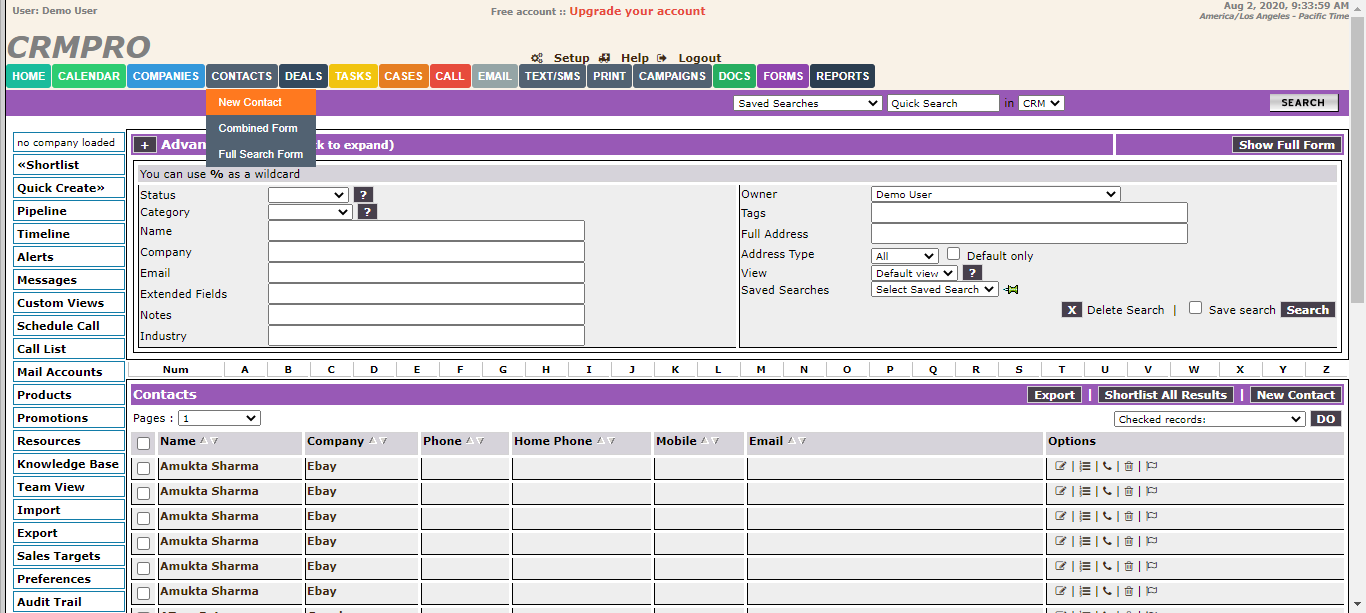 User: Demo User
Free account :: Upgrade your account
Aug 2, 2020, 9:33:59 AM
America/Los Angeles - Pacific Time
CRMPRO
Setup Help Logout
HOME CALENDAR COMPANIES CONTACTS DEALS TASKS CASES CALL EMAIL TEXT/SMS PRINT CAMPAIGNS DOCS FORMS REPORTS
New Contact
Combined Form
Full Search Form
Saved Searches Quick Search in CRM SEARCH
no company loaded
«Shortlist
Quick Create»
Pipeline
Timeline
Alerts
Messages
Custom Views
Schedule Call
Call List
Mail Accounts
Products
Promotions
Resources
Knowledge Base
Team View
Import
Export
Sales Targets
Preferences
Audit Trail
+ Advan k to expand) Show Full Form
You can use % as a wildcard
Status ?
Category ?
Name
Company
Email
Extended Fields
Notes
Industry
Owner Demo User
Tags
Full Address
Address Type All Default only
View Default view ?
Saved Searches Select Saved Search
X Delete Search | Save search Search
Num A B C D E F G H I J K L M N O P Q R S T U V W X Y Z
Contacts Export | Shortlist All Results | New Contact
Pages : 1 Checked records: DO
Name Company Phone Home Phone Mobile Email Options
Amukta Sharma Ebay | | | |
Amukta Sharma Ebay | | | |
Amukta Sharma Ebay | | | |
Amukta Sharma Ebay | | | |
Amukta Sharma Ebay | | | |
Amukta Sharma Ebay | | | |